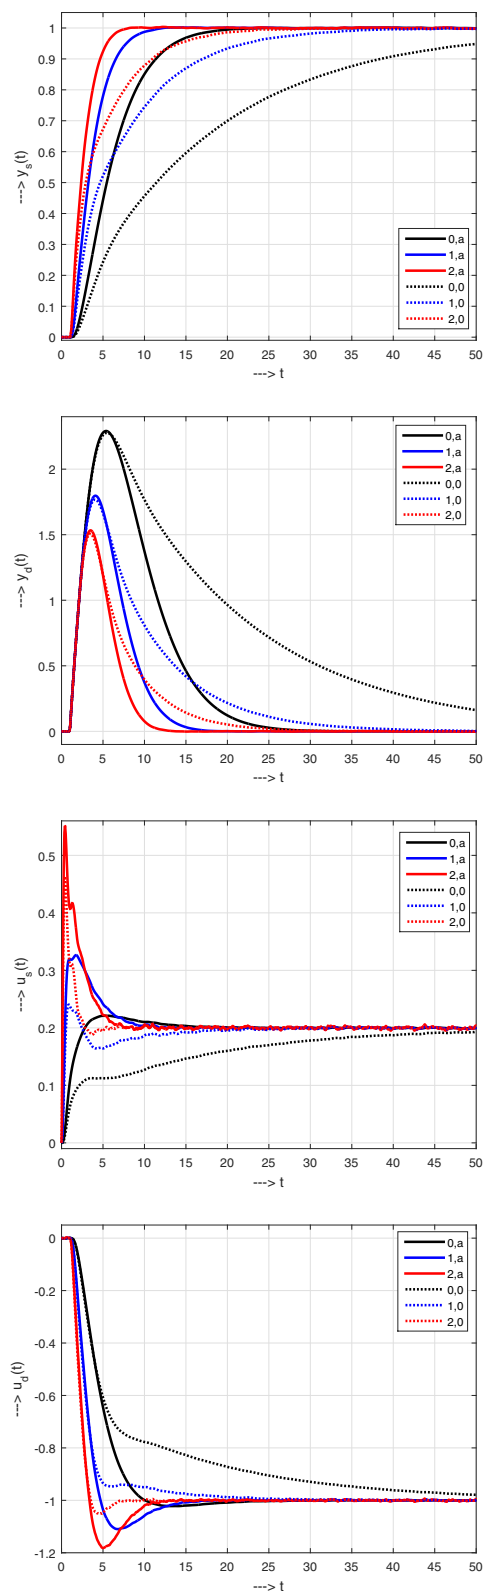 1
0.9
0.8
0.7
0.6
0.5
0.4
0.3
0.2
0.1
0
---> y_s(t)
0,a
1,a
2,a
0,0
1,0
2,0
0 5 10 15 20 25 30 35 40 45 50
---> t
2
1.5
1
0.5
0
---> y_d(t)
0,a
1,a
2,a
0,0
1,0
2,0
0 5 10 15 20 25 30 35 40 45 50
---> t
0.5
0.4
0.3
0.2
0.1
0
---> u_s(t)
0,a
1,a
2,a
0,0
1,0
2,0
0 5 10 15 20 25 30 35 40 45 50
---> t
0
-0.2
-0.4
-0.6
-0.8
-1
-1.2
---> u_d(t)
0,a
1,a
2,a
0,0
1,0
2,0
0 5 10 15 20 25 30 35 40 45 50
---> t